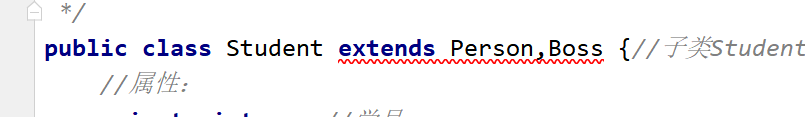 */
public class Student extends Person,Boss {//子类Student
//属性：